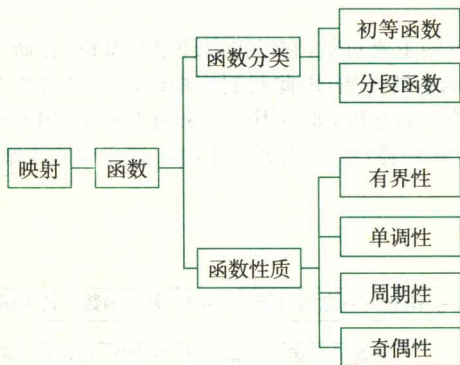 初等函数
函数分类
分段函数
映射
函数
有界性
单调性
函数性质
周期性
奇偶性